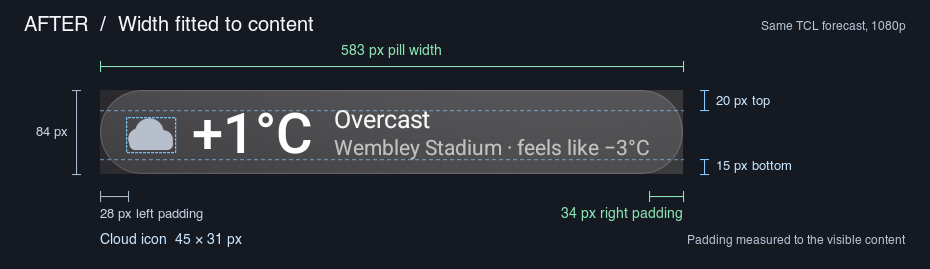 AFTER / Width fitted to content
Same TCL forecast, 1080p
583 px pill width
84 px
+1°C
Overcast
Wembley Stadium · feels like −3°C
20 px top
15 px bottom
28 px left padding
34 px right padding
Cloud icon 45 × 31 px
Padding measured to the visible content